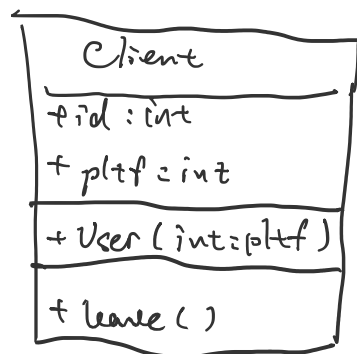 Client
+ id : int
+ pltf : int
+ User ( int : pltf )
+ leave ( )